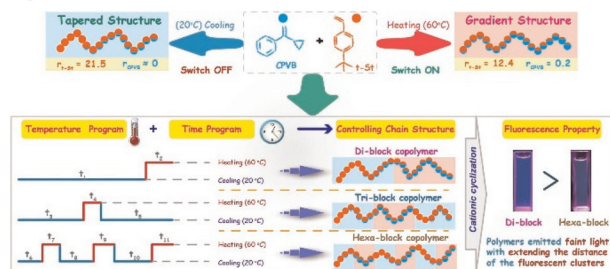 Tapered Structure
(20°C) Cooling
Heating (60°C)
Gradient Structure
+
Switch OFF
CPVB
t-St
Switch ON
r t-St = 21.5 r CPVB ≈ 0
r t-St = 12.4 r CPVB = 0.2
Temperature Program + Time Program
Controlling Chain Structure
Fluorescence Property
t₁
t₂
Heating (60 °C)
Cooling (20 °C)
Di-block copolymer
t₃
t₄
t₅
Heating (60 °C)
Cooling (20 °C)
Tri-block copolymer
t₆
t₇
t₈
t₉
t₁₀
t₁₁
Heating (60 °C)
Cooling (20 °C)
Hexa-block copolymer
Cationic cyclization
>
Di-block
Hexa-block
Polymers emitted faint light
with extending the distance
of the fluorescent clusters